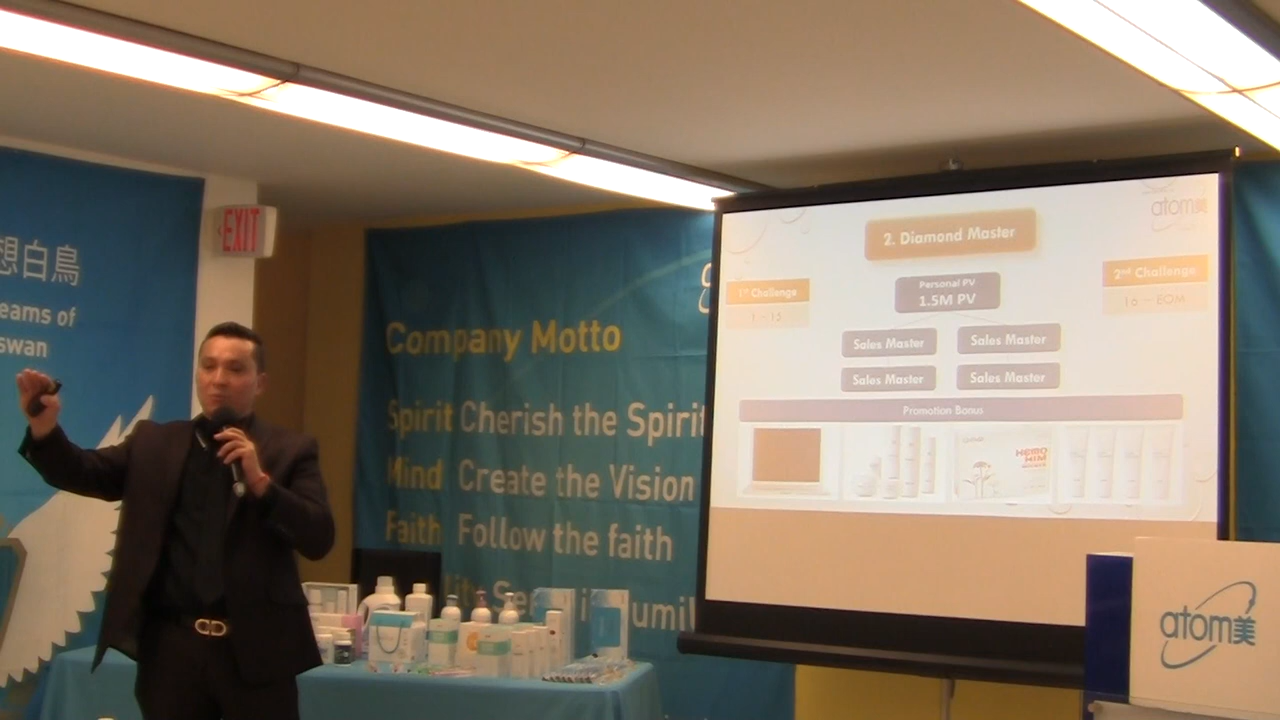 想白鳥
eams of
swan
EXIT
Company Motto
Spirit Cherish the Spirit
Mind Create the Vision
Faith Follow the faith
atom美
2. Diamond Master
1st Challenge
1 ~ 15
Personal PV
1.5M PV
2nd Challenge
16 ~ EOM
Sales Master Sales Master
Sales Master Sales Master
Promotion Bonus
HEMO
HIM
atom美